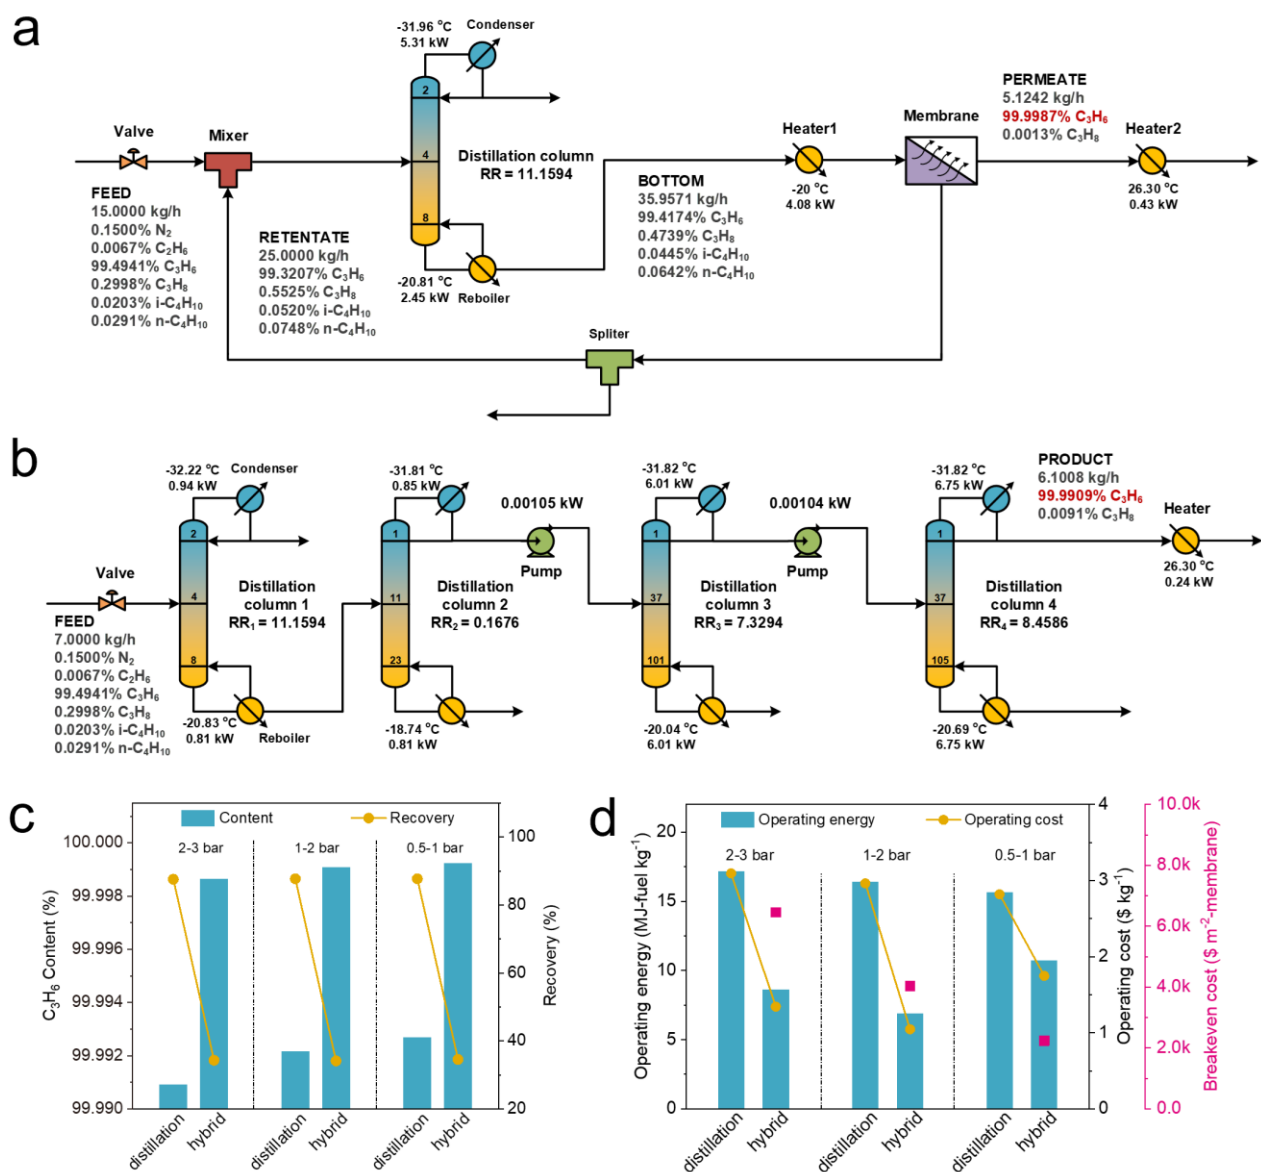 a
-31.96 °C
5.31 kW
Condenser
2
4
8
Distillation column
RR = 11.1594
Valve
Mixer
FEED
15.0000 kg/h
0.1500% N₂
0.0067% C₂H₆
99.4941% C₃H₆
0.2998% C₃H₈
0.0203% i-C₄H₁₀
0.0291% n-C₄H₁₀
RETENTATE
25.0000 kg/h
99.3207% C₃H₆
0.5525% C₃H₈
0.0520% i-C₄H₁₀
0.0748% n-C₄H₁₀
-20.81 °C
2.45 kW
Reboiler
BOTTOM
35.9571 kg/h
99.4174% C₃H₆
0.4739% C₃H₈
0.0445% i-C₄H₁₀
0.0642% n-C₄H₁₀
Heater1
-20 °C
4.08 kW
Membrane
PERMEATE
5.1242 kg/h
99.9987% C₃H₆
0.0013% C₃H₈
Heater2
26.30 °C
0.43 kW
Spliter
b
-32.22 °C
0.94 kW
Condenser
2
4
8
Distillation
column 1
RR₁ = 11.1594
Valve
FEED
7.0000 kg/h
0.1500% N₂
0.0067% C₂H₆
99.4941% C₃H₆
0.2998% C₃H₈
0.0203% i-C₄H₁₀
0.0291% n-C₄H₁₀
-20.83 °C
0.81 kW
Reboiler
-31.81 °C
0.85 kW
1
11
23
Distillation
column 2
RR₂ = 0.1676
-18.74 °C
0.81 kW
0.00105 kW
Pump
-31.82 °C
6.01 kW
1
37
101
Distillation
column 3
RR₃ = 7.3294
-20.04 °C
6.01 kW
0.00104 kW
Pump
-31.82 °C
6.75 kW
1
37
105
Distillation
column 4
RR₄ = 8.4586
-20.69 °C
6.75 kW
PRODUCT
6.1008 kg/h
99.9909% C₃H₆
0.0091% C₃H₈
Heater
26.30 °C
0.24 kW
c
Content
Recovery
2-3 bar
1-2 bar
0.5-1 bar
C₃H₆ Content (%)
100.000
99.998
99.996
99.994
99.992
99.990
Recovery (%)
100
80
60
40
20
distillation
hybrid
distillation
hybrid
distillation
hybrid
d
Operating energy
Operating cost
2-3 bar
1-2 bar
0.5-1 bar
Operating energy (MJ-fuel kg⁻¹)
20
15
10
5
0
Operating cost ($ kg⁻¹)
4
3
2
1
0
Breakeven cost ($ m⁻²-membrane)
10.0k
8.0k
6.0k
4.0k
2.0k
0.0
distillation
hybrid
distillation
hybrid
distillation
hybrid